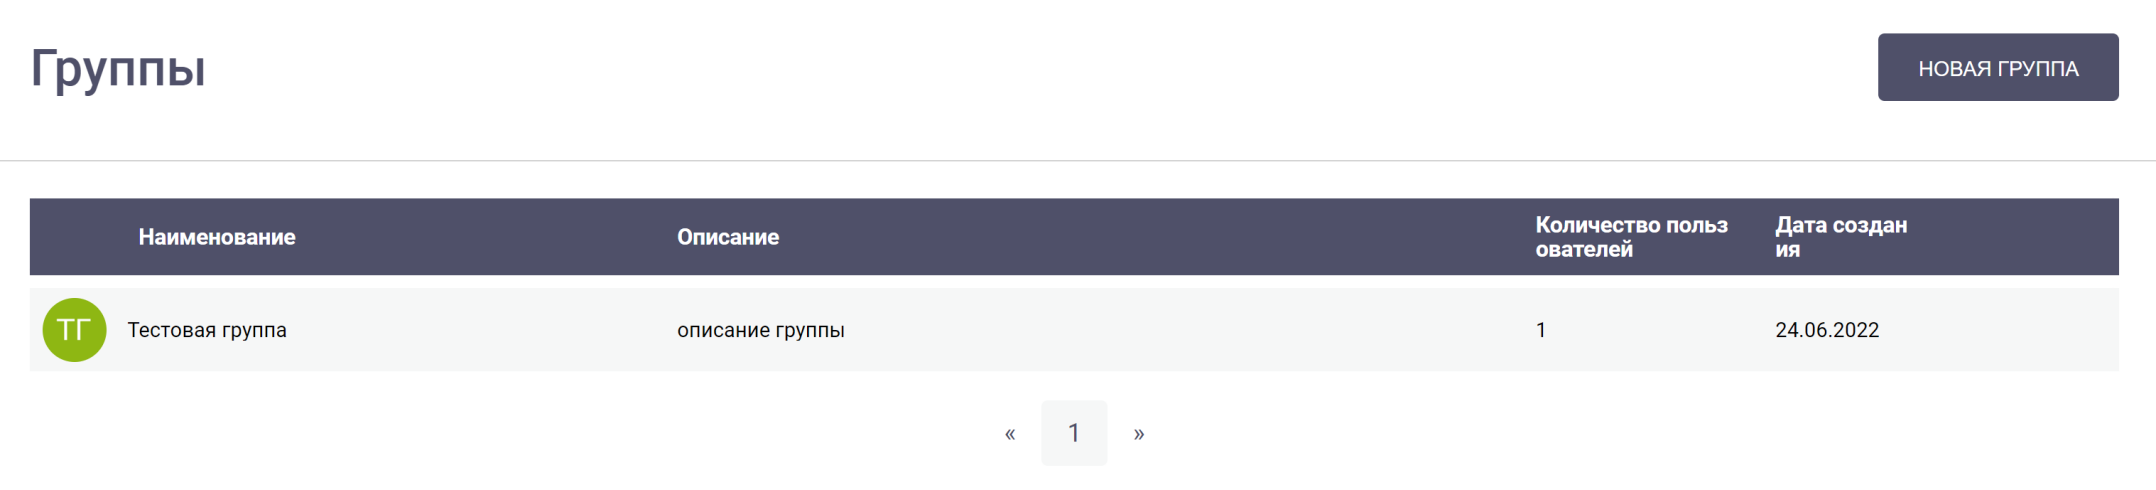 Группы
НОВАЯ ГРУППА
Наименование
Описание
Количество польз
ователей
Дата создан
ия
ТГ
Тестовая группа
описание группы
1
24.06.2022
« 1 »